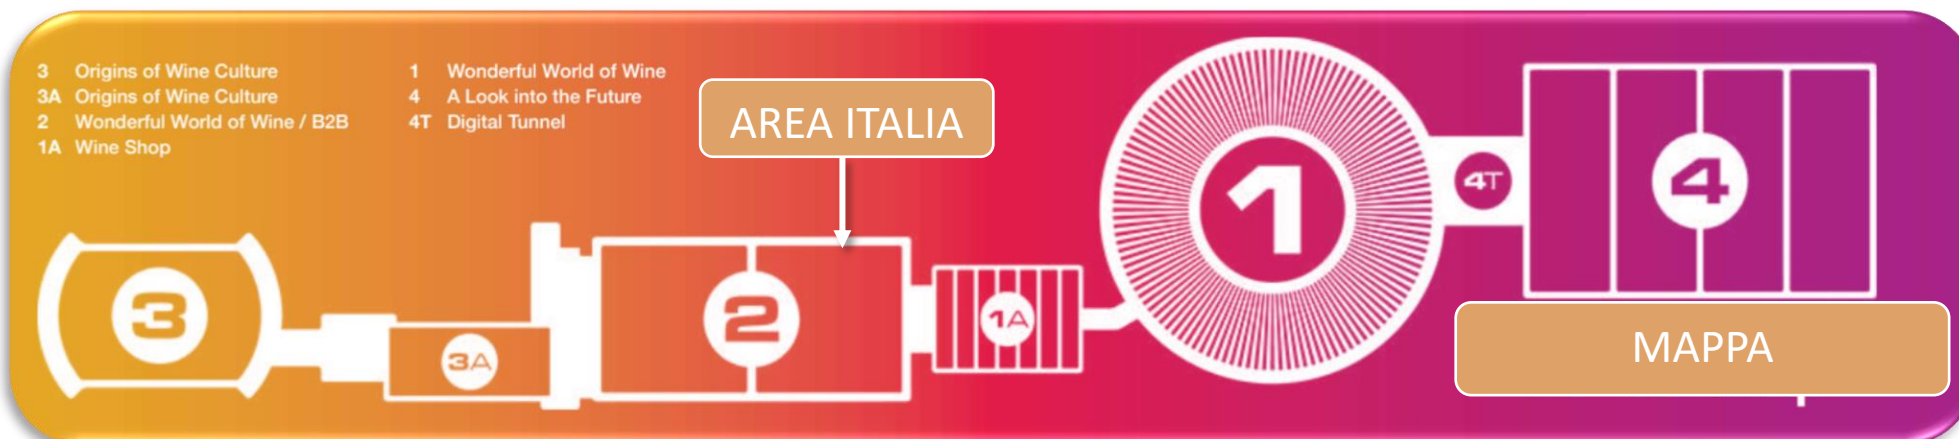 3 Origins of Wine Culture
3A Origins of Wine Culture
2 Wonderful World of Wine / B2B
1A Wine Shop
1 Wonderful World of Wine
4 A Look into the Future
4T Digital Tunnel
AREA ITALIA
3
3A
2
1A
1
4T
4
MAPPA